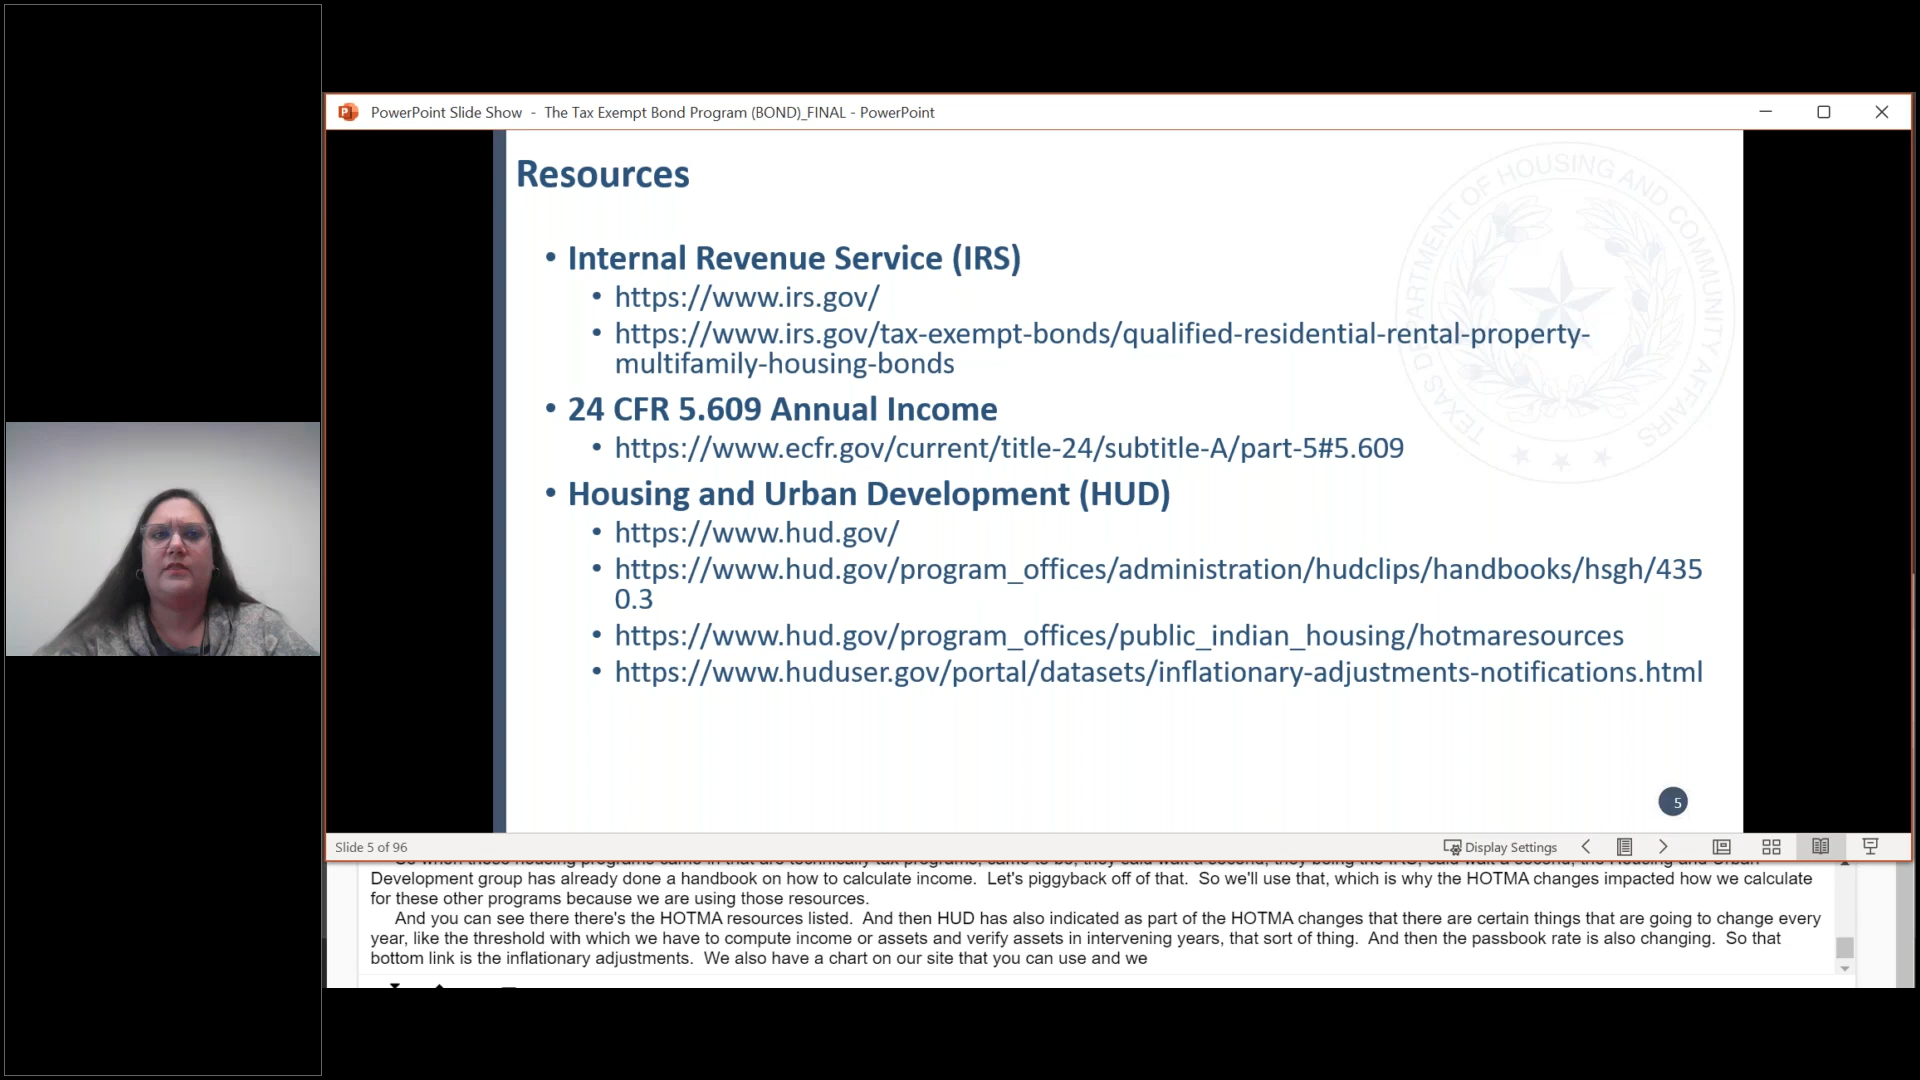 PowerPoint Slide Show - The Tax Exempt Bond Program (BOND)_FINAL - PowerPoint
Resources
TEXAS DEPARTMENT OF HOUSING AND COMMUNITY AFFAIRS
• Internal Revenue Service (IRS)
• https://www.irs.gov/
• https://www.irs.gov/tax-exempt-bonds/qualified-residential-rental-property-
multifamily-housing-bonds
• 24 CFR 5.609 Annual Income
• https://www.ecfr.gov/current/title-24/subtitle-A/part-5#5.609
• Housing and Urban Development (HUD)
• https://www.hud.gov/
• https://www.hud.gov/program_offices/administration/hudclips/handbooks/hsgh/435
0.3
• https://www.hud.gov/program_offices/public_indian_housing/hotmaresources
• https://www.huduser.gov/portal/datasets/inflationary-adjustments-notifications.html
5
Slide 5 of 96
Display Settings
Development group has already done a handbook on how to calculate income. Let's piggyback off of that. So we'll use that, which is why the HOTMA changes impacted how we calculate
for these other programs because we are using those resources.
And you can see there there's the HOTMA resources listed. And then HUD has also indicated as part of the HOTMA changes that there are certain things that are going to change every
year, like the threshold with which we have to compute income or assets and verify assets in intervening years, that sort of thing. And then the passbook rate is also changing. So that
bottom link is the inflationary adjustments. We also have a chart on our site that you can use and we